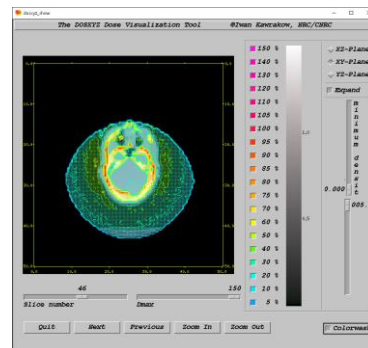 dosxyz_show
The DOSXYZ Dose Visualization Tool @Iwan Kawrakow, NRC/CNRC
150 %
140 %
130 %
120 %
110 %
105 %
100 %
95 %
90 %
85 %
80 %
75 %
70 %
60 %
50 %
40 %
30 %
20 %
10 %
5 %
XZ-Plane
XY-Plane
YZ-Plane
Expand
minimum densit
0.000
005.
46
Slice number
150
Dmax
Quit Next Previous Zoom In Zoom Out
Colorwash